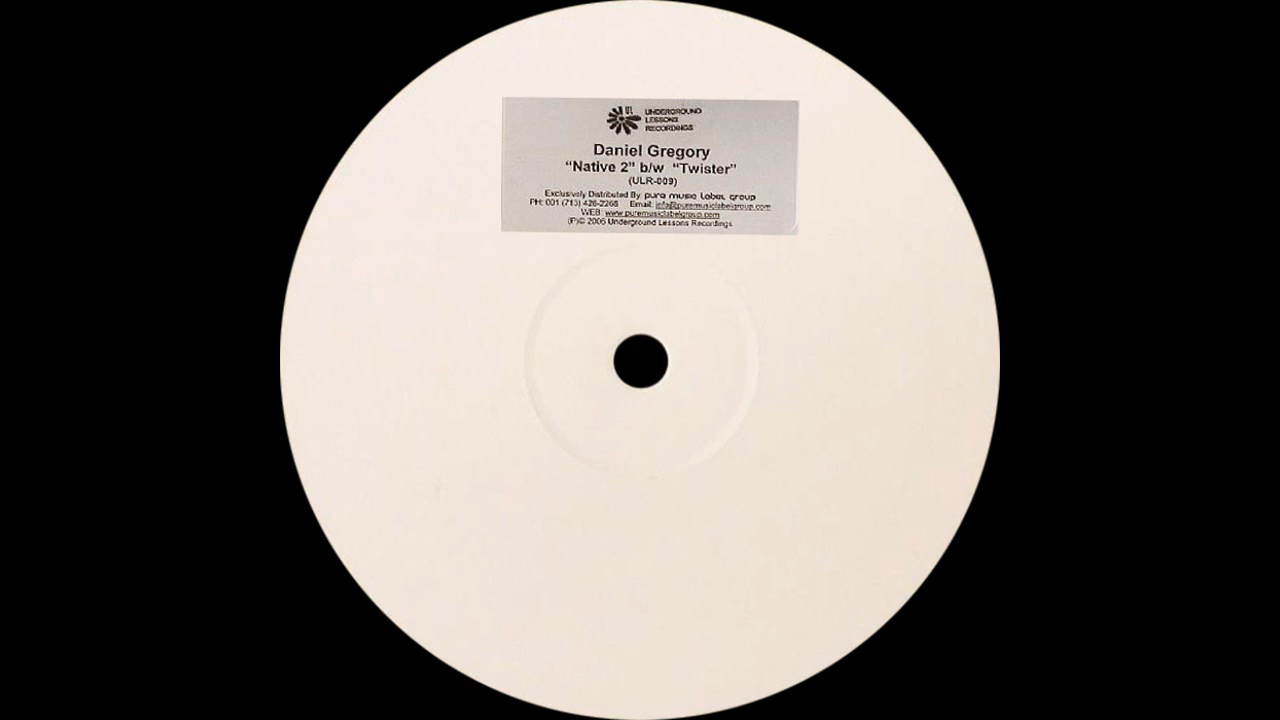 UNDERGROUND
LESSONS
RECORDINGS
Daniel Gregory
“Native 2” b/w “Twister”
(ULR-009)
Exclusively Distributed By pure music label group
PH: 001 (713) 426-2266 Email: info@puremusiclabelgroup.com
WEB: www.puremusiclabelgroup.com
(P)© 2006 Underground Lessons Recordings